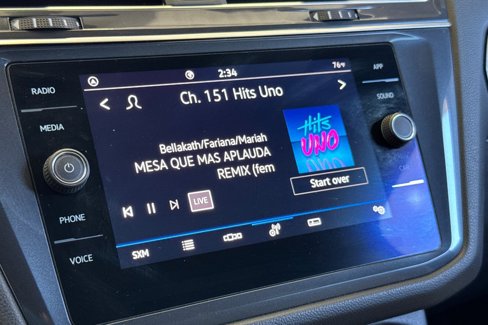 RADIO
MEDIA
PHONE
VOICE
2:34
76°F
Ch. 151 Hits Uno
Bellakath/Fariana/Mariah
MESA QUE MAS APLAUDA
REMIX (fem
LIVE
Hits
UNO
Start over
SXM
APP
SOUND